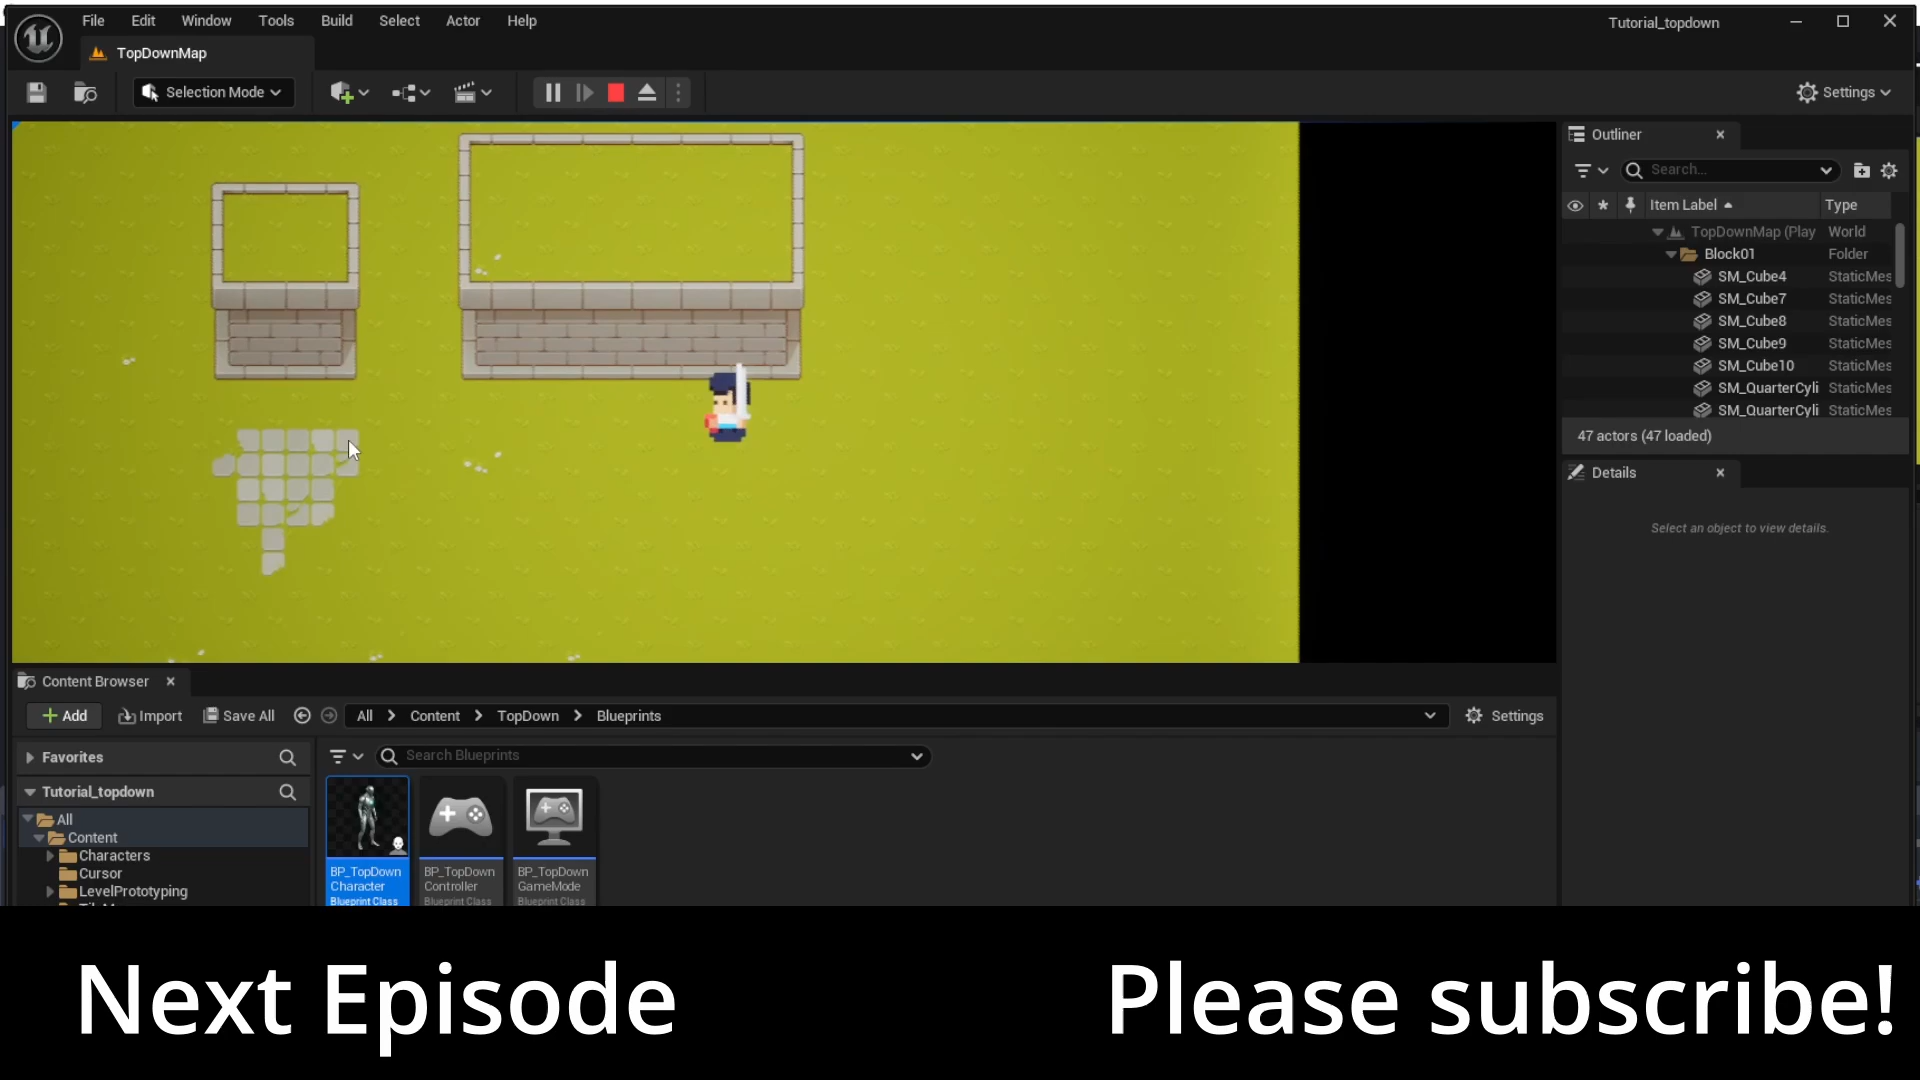 File Edit Window Tools Build Select Actor Help
Tutorial_topdown
TopDownMap
Selection Mode
Settings
Outliner
Search...
Item Label Type
TopDownMap (Play World
Block01 Folder
SM_Cube4 StaticMes
SM_Cube7 StaticMes
SM_Cube8 StaticMes
SM_Cube9 StaticMes
SM_Cube10 StaticMes
SM_QuarterCyli StaticMes
SM_QuarterCyli StaticMes
47 actors (47 loaded)
Details
Select an object to view details.
Content Browser
Add Import Save All All Content TopDown Blueprints Settings
Favorites
Search Blueprints
Tutorial_topdown
All
Content
Characters
Cursor
LevelPrototyping
BP_TopDown
Character
Blueprint Class
BP_TopDown
Controller
Blueprint Class
BP_TopDown
GameMode
Blueprint Class
Next Episode
Please subscribe!